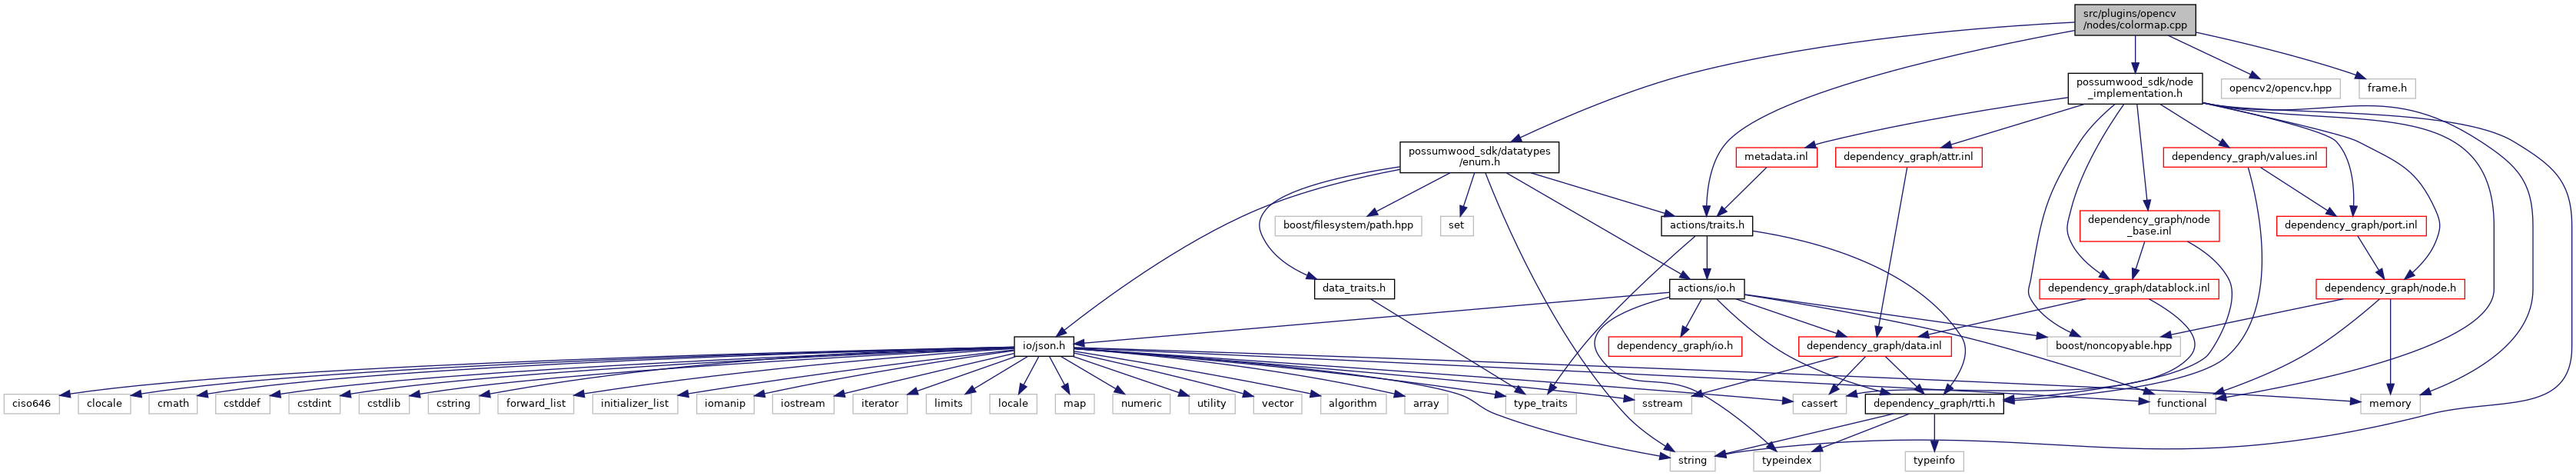 src/plugins/opencv
/nodes/colormap.cpp
possumwood_sdk/node
_implementation.h
opencv2/opencv.hpp
frame.h
possumwood_sdk/datatypes
/enum.h
metadata.inl
dependency_graph/attr.inl
dependency_graph/values.inl
boost/filesystem/path.hpp
set
actions/traits.h
dependency_graph/node
_base.inl
dependency_graph/port.inl
data_traits.h
actions/io.h
dependency_graph/datablock.inl
dependency_graph/node.h
io/json.h
dependency_graph/io.h
dependency_graph/data.inl
boost/noncopyable.hpp
ciso646
clocale
cmath
cstddef
cstdint
cstdlib
cstring
forward_list
initializer_list
iomanip
iostream
iterator
limits
locale
map
numeric
utility
vector
algorithm
array
type_traits
sstream
cassert
dependency_graph/rtti.h
functional
memory
string
typeindex
typeinfo